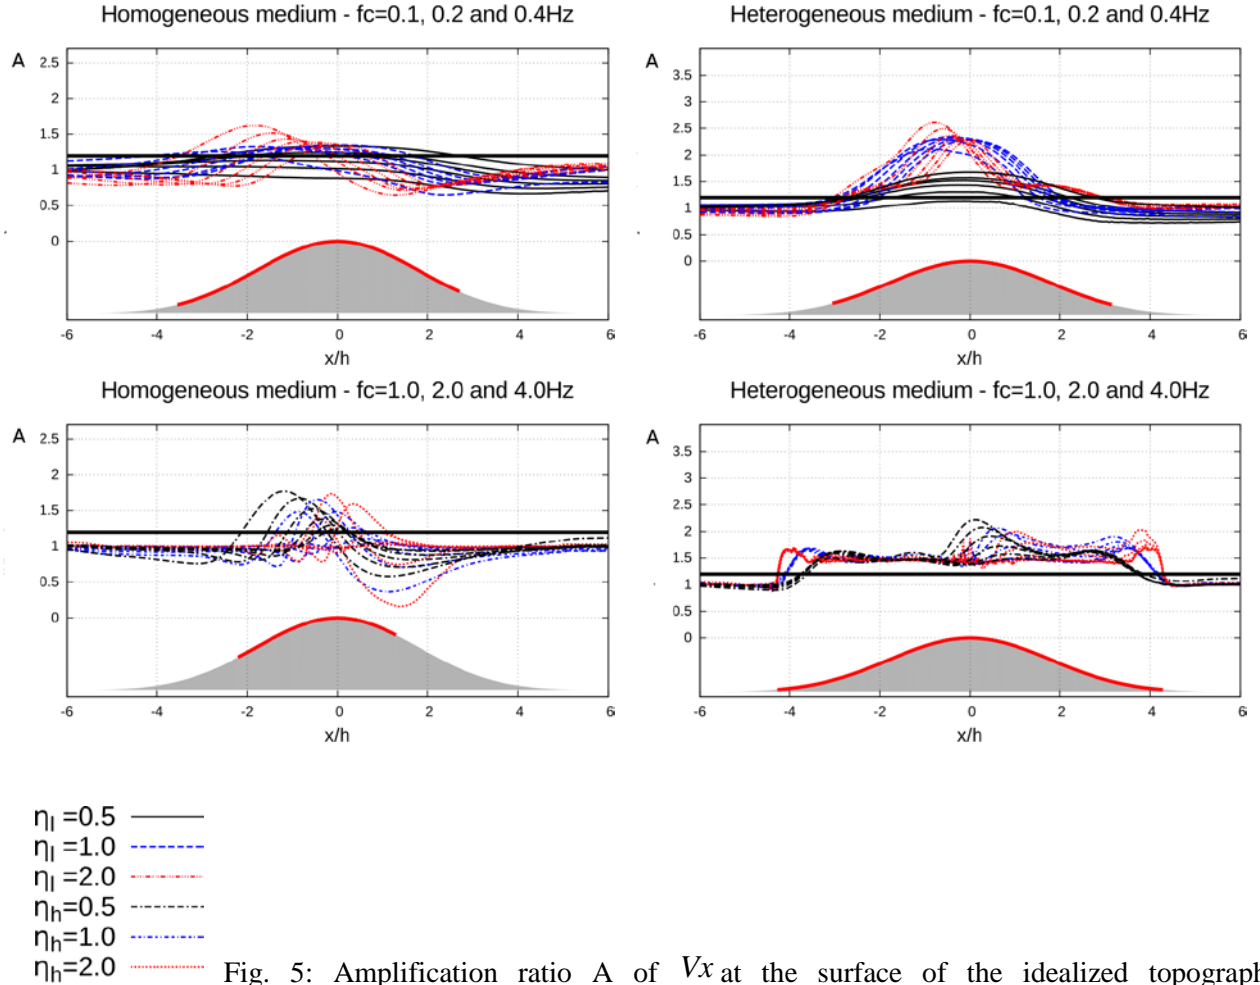 Homogeneous medium - fc=0.1, 0.2 and 0.4Hz
A
2.5
2
1.5
1
0.5
0
-6 -4 -2 0 2 4 6
x/h
Heterogeneous medium - fc=0.1, 0.2 and 0.4Hz
A
3.5
3
2.5
2
1.5
1
0.5
0
-6 -4 -2 0 2 4 6
x/h
Homogeneous medium - fc=1.0, 2.0 and 4.0Hz
A
2.5
2
1.5
1
0.5
0
-6 -4 -2 0 2 4 6
x/h
Heterogeneous medium - fc=1.0, 2.0 and 4.0Hz
A
3.5
3
2.5
2
1.5
1
0.5
0
-6 -4 -2 0 2 4 6
x/h
ηl =0.5
ηl =1.0
ηl =2.0
ηh=0.5
ηh=1.0
ηh=2.0
Fig. 5: Amplification ratio A of Vx at the surface of the idealized topograph